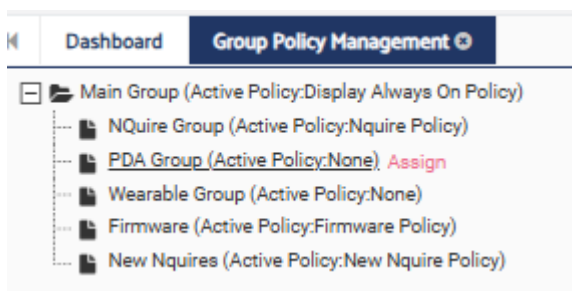 Dashboard
Group Policy Management
Main Group (Active Policy:Display Always On Policy)
NQuire Group (Active Policy:Nquire Policy)
PDA Group (Active Policy:None) Assign
Wearable Group (Active Policy:None)
Firmware (Active Policy:Firmware Policy)
New Nquires (Active Policy:New Nquire Policy)